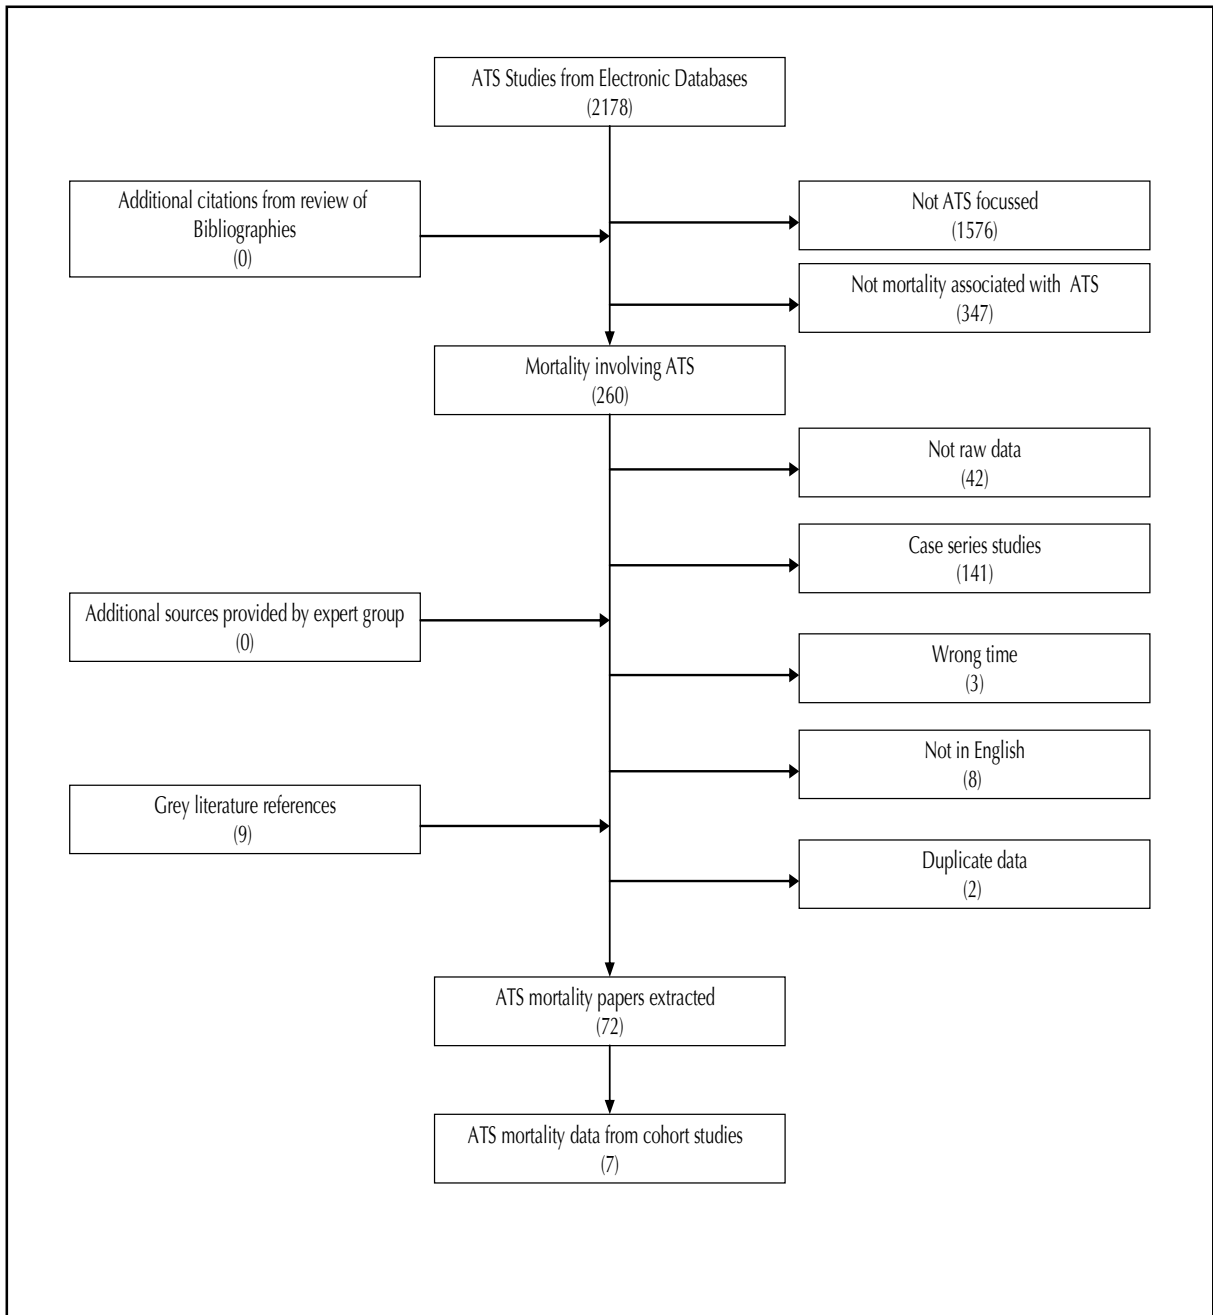 ATS Studies from Electronic Databases
(2178)
Additional citations from review of
Bibliographies
(0)
Not ATS focussed
(1576)
Not mortality associated with ATS
(347)
Mortality involving ATS
(260)
Not raw data
(42)
Case series studies
(141)
Additional sources provided by expert group
(0)
Wrong time
(3)
Not in English
(8)
Grey literature references
(9)
Duplicate data
(2)
ATS mortality papers extracted
(72)
ATS mortality data from cohort studies
(7)